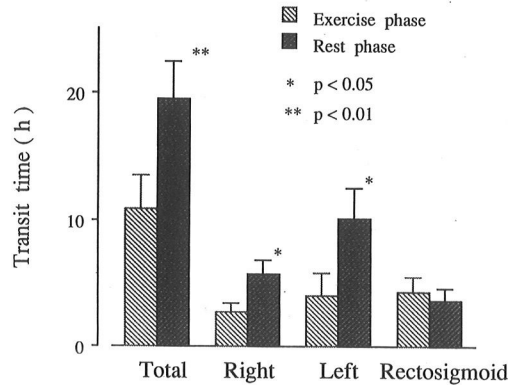 Exercise phase
Rest phase
* p < 0.05
** p < 0.01
Transit time ( h )
20
10
0
**
*
*
Total Right Left Rectosigmoid